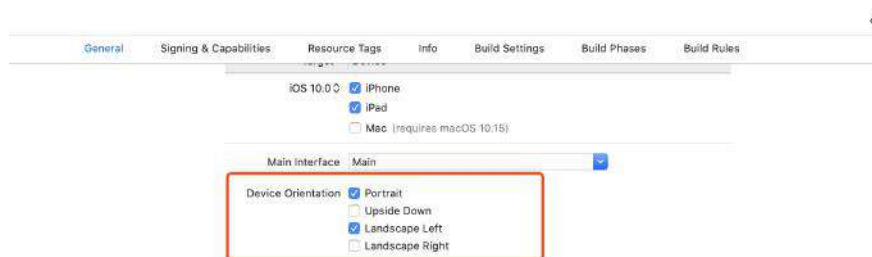 General Signing & Capabilities Resource Tags Info Build Settings Build Phases Build Rules
iOS 10.0 iPhone
iPad
Mac (requires macOS 10.15)
Main Interface Main
Device Orientation Portrait
Upside Down
Landscape Left
Landscape Right